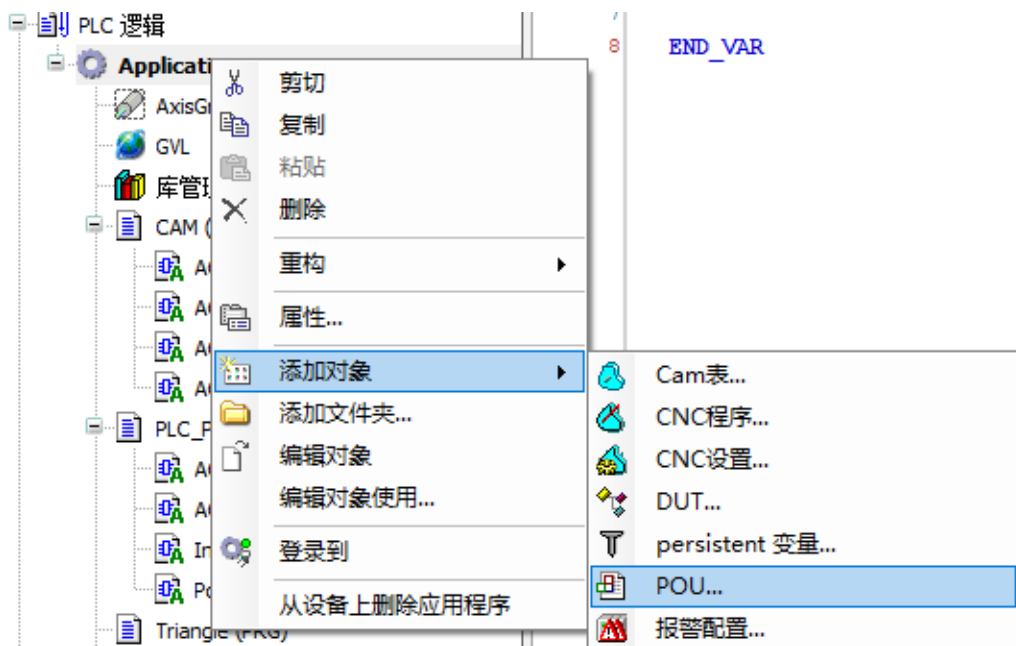 PLC 逻辑
7
8 END_VAR
Applicati
剪切
AxisGr
复制
GVL
粘贴
库管理
删除
CAM (
重构
属性...
添加对象
Cam表...
添加文件夹...
CNC程序...
PLC_P
编辑对象
CNC设置...
编辑对象使用...
DUT...
In
登录到
persistent 变量...
Po
POU...
从设备上删除应用程序
Triangle (PRG)
报警配置...